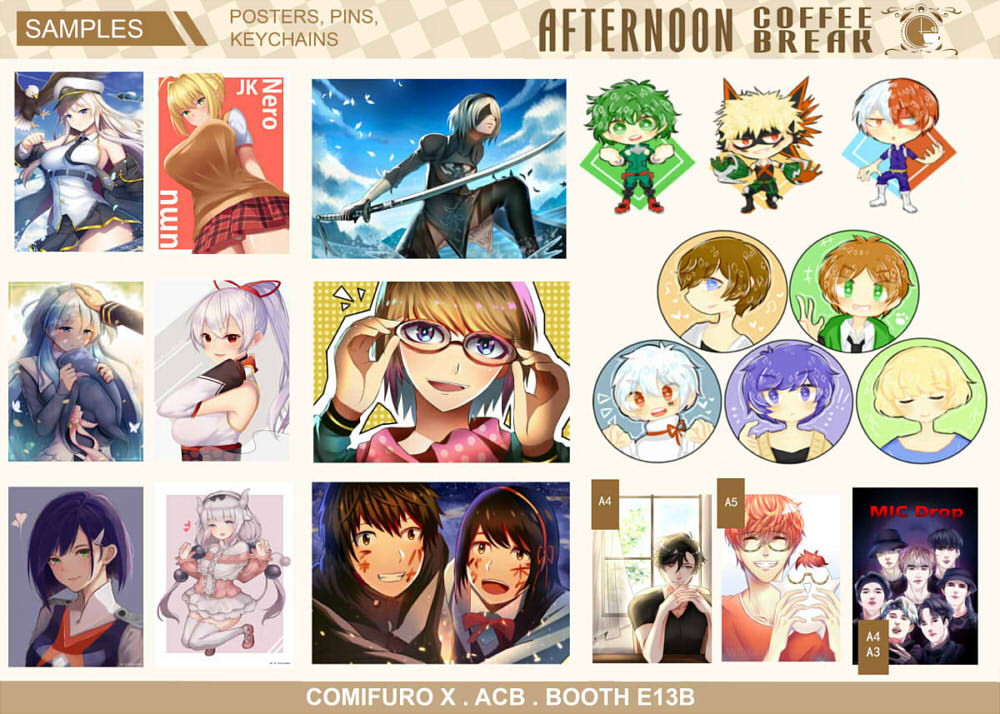 SAMPLES
POSTERS, PINS,
KEYCHAINS
AFTERNOON
COFFEE
BREAK
JK
Nero
umu
A4
A5
MIC Drop
A4
A3
COMIFURO X . ACB . BOOTH E13B